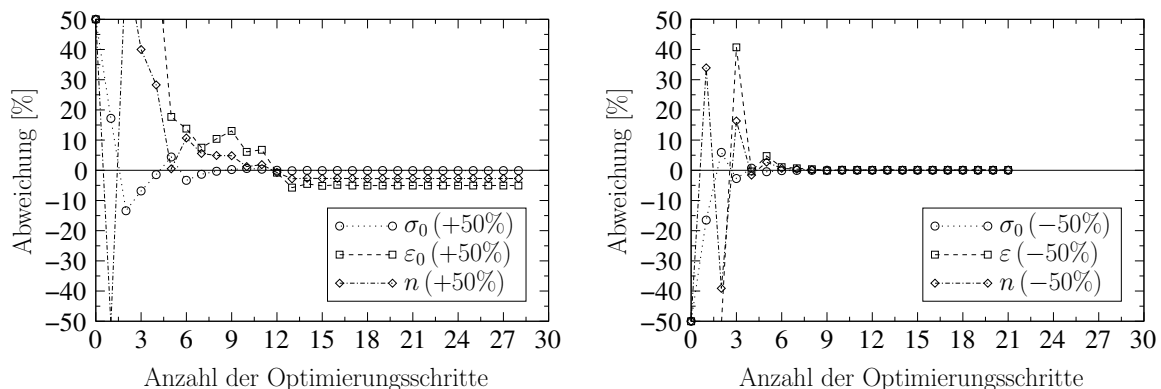 50
40
30
20
10
0
−10
−20
−30
−40
−50
Abweichung [%]
σ₀ (+50%)
ε₀ (+50%)
n (+50%)
0 3 6 9 12 15 18 21 24 27 30
Anzahl der Optimierungsschritte
50
40
30
20
10
0
−10
−20
−30
−40
−50
Abweichung [%]
σ₀ (−50%)
ε (−50%)
n (−50%)
0 3 6 9 12 15 18 21 24 27 30
Anzahl der Optimierungsschritte